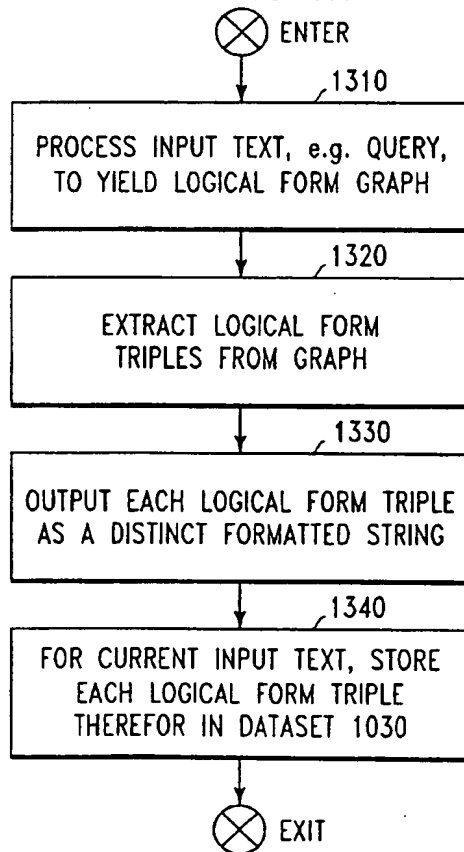 ENTER
1310
PROCESS INPUT TEXT, e.g. QUERY,
TO YIELD LOGICAL FORM GRAPH
1320
EXTRACT LOGICAL FORM
TRIPLES FROM GRAPH
1330
OUTPUT EACH LOGICAL FORM TRIPLE
AS A DISTINCT FORMATTED STRING
1340
FOR CURRENT INPUT TEXT, STORE
EACH LOGICAL FORM TRIPLE
THEREFOR IN DATASET 1030
EXIT